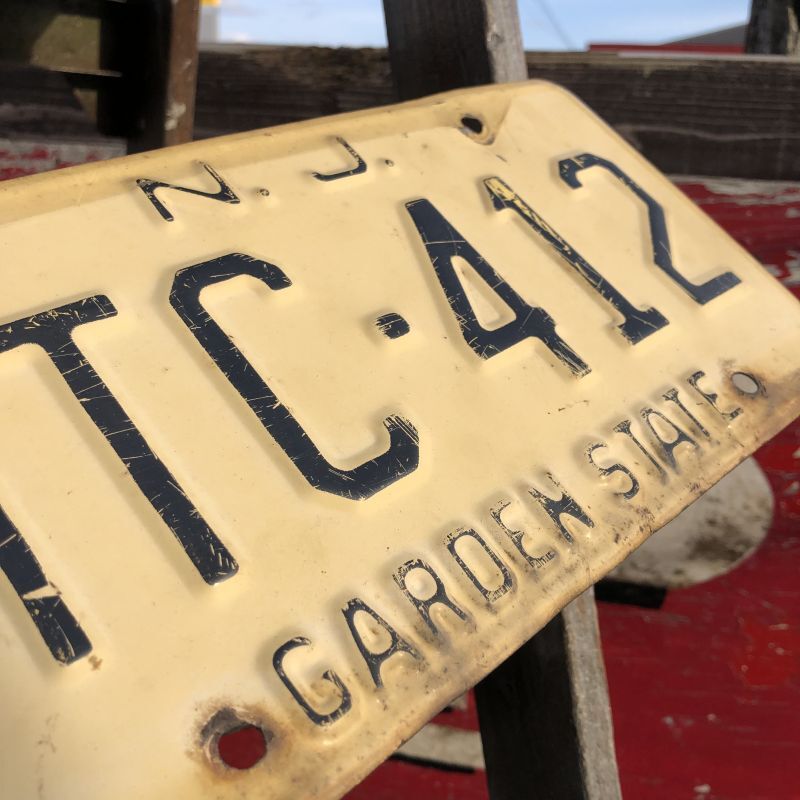 N.J.
TC·412
GARDEN STATE